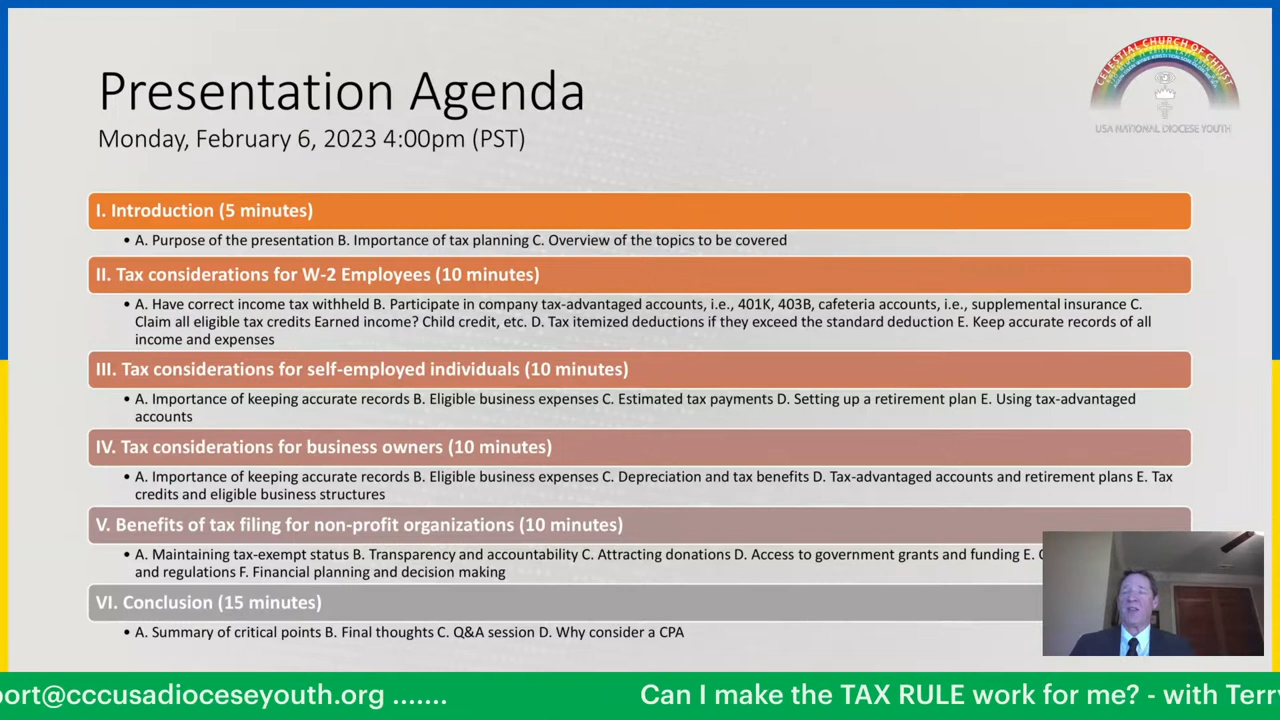 CELESTIAL CHURCH OF CHRIST
USA NATIONAL DIOCESE YOUTH
Presentation Agenda
Monday, February 6, 2023 4:00pm (PST)
I. Introduction (5 minutes)
• A. Purpose of the presentation B. Importance of tax planning C. Overview of the topics to be covered
II. Tax considerations for W-2 Employees (10 minutes)
• A. Have correct income tax withheld B. Participate in company tax-advantaged accounts, i.e., 401K, 403B, cafeteria accounts, i.e., supplemental insurance C.
Claim all eligible tax credits Earned income? Child credit, etc. D. Tax itemized deductions if they exceed the standard deduction E. Keep accurate records of all
income and expenses
III. Tax considerations for self-employed individuals (10 minutes)
• A. Importance of keeping accurate records B. Eligible business expenses C. Estimated tax payments D. Setting up a retirement plan E. Using tax-advantaged
accounts
IV. Tax considerations for business owners (10 minutes)
• A. Importance of keeping accurate records B. Eligible business expenses C. Depreciation and tax benefits D. Tax-advantaged accounts and retirement plans E. Tax
credits and eligible business structures
V. Benefits of tax filing for non-profit organizations (10 minutes)
• A. Maintaining tax-exempt status B. Transparency and accountability C. Attracting donations D. Access to government grants and funding E.
and regulations F. Financial planning and decision making
VI. Conclusion (15 minutes)
• A. Summary of critical points B. Final thoughts C. Q&A session D. Why consider a CPA
port@cccusadioceseyouth.org ....... Can I make the TAX RULE work for me? - with Terry